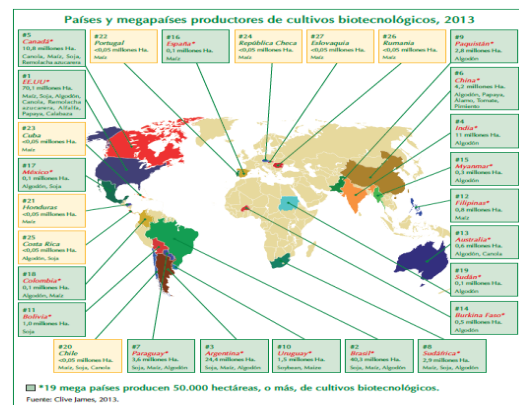 Países y megapaíses productores de cultivos biotecnológicos, 2013
#5
Canadá*
10,8 millones Ha.
Canola, Maíz, Soja,
Remolacha azucarera
#22
Portugal
<0,05 millones Ha.
Maíz
#16
España*
0,1 millones Ha.
Maíz
#24
República Checa
<0,05 millones Ha.
Maíz
#27
Eslovaquia
<0,05 millones Ha.
Maíz
#26
Rumanía
<0,05 millones Ha.
Maíz
#9
Paquistán*
2,8 millones Ha.
Algodón
#1
EE.UU*
70,1 millones Ha.
Maíz, Soja, Algodón,
Canola, Remolacha
azucarera, Alfalfa,
Papaya, Calabaza
#6
China*
4,2 millones Ha.
Algodón, Papaya,
Álamo, Tomate,
Pimiento
#23
Cuba
<0,05 millones Ha.
Maíz
#4
India*
11 millones Ha.
Algodón
#17
México*
0,1 millones Ha.
Algodón, Soja
#15
Myanmar*
0,3 millones Ha.
Algodón
#21
Honduras
<0,05 millones Ha.
Maíz
#12
Filipinas*
0,8 millones Ha.
Maíz
#25
Costa Rica
<0,05 millones Ha.
Algodón, Soja
#13
Australia*
0,6 millones Ha.
Algodón, Canola
#18
Colombia*
0,1 millones Ha.
Algodón, Maíz
#19
Sudán*
0,1 millones Ha.
Algodón
#11
Bolivia*
1,0 millones Ha.
Soja
#14
Burkina Faso*
0,5 millones Ha.
Algodón
#20
Chile
<0,05 millones Ha.
Maíz, Soja, Canola
#7
Paraguay*
3,6 millones Ha.
Soja, Maíz, Algodón
#3
Argentina*
24,4 millones Ha.
Soja, Maíz, Algodón
#10
Uruguay*
1,5 millones Ha.
Soybean, Maize
#2
Brasil*
40,3 millones Ha.
Soja, Maíz, Algodón
#8
Sudáfrica*
2,9 millones Ha.
Maíz, Soja, Algodón
*19 mega países producen 50.000 hectáreas, o más, de cultivos biotecnológicos.
Fuente: Clive James, 2013.